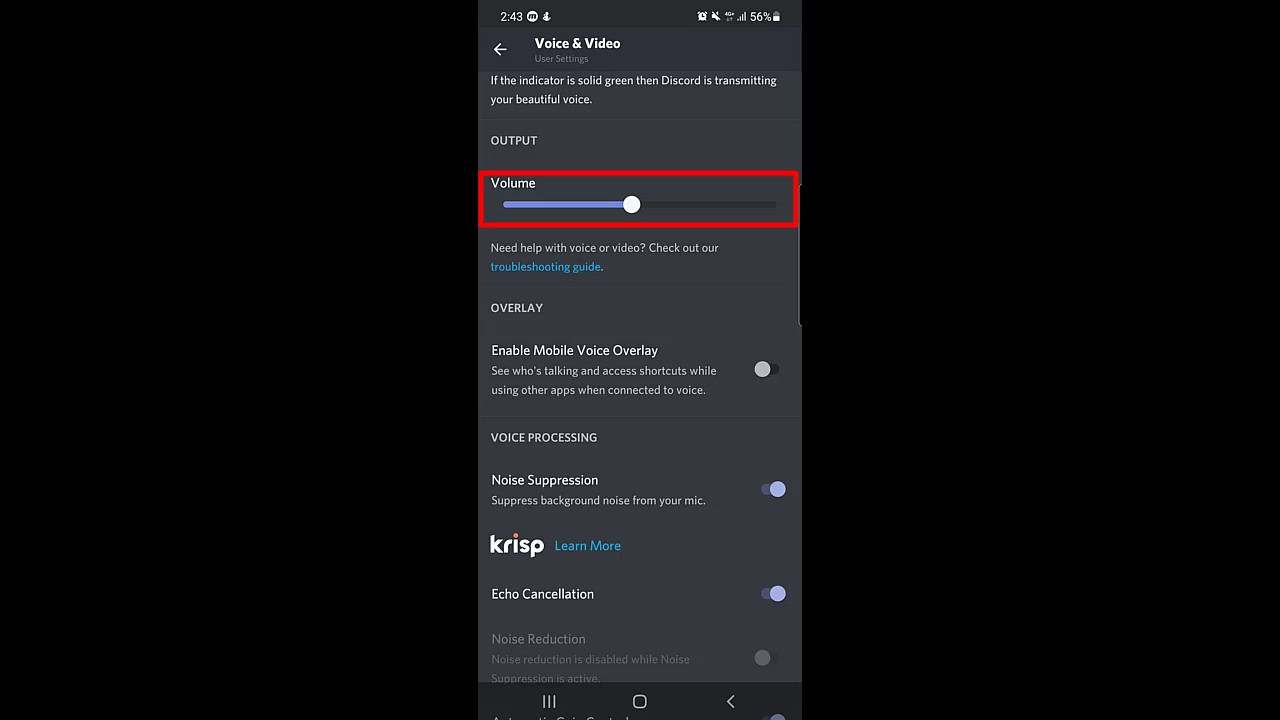 2:43 56%
Voice & Video
User Settings
If the indicator is solid green then Discord is transmitting
your beautiful voice.
OUTPUT
Volume
Need help with voice or video? Check out our
troubleshooting guide.
OVERLAY
Enable Mobile Voice Overlay
See who's talking and access shortcuts while
using other apps when connected to voice.
VOICE PROCESSING
Noise Suppression
Suppress background noise from your mic.
krisp Learn More
Echo Cancellation
Noise Reduction
Noise reduction is disabled while Noise
Suppression is active.